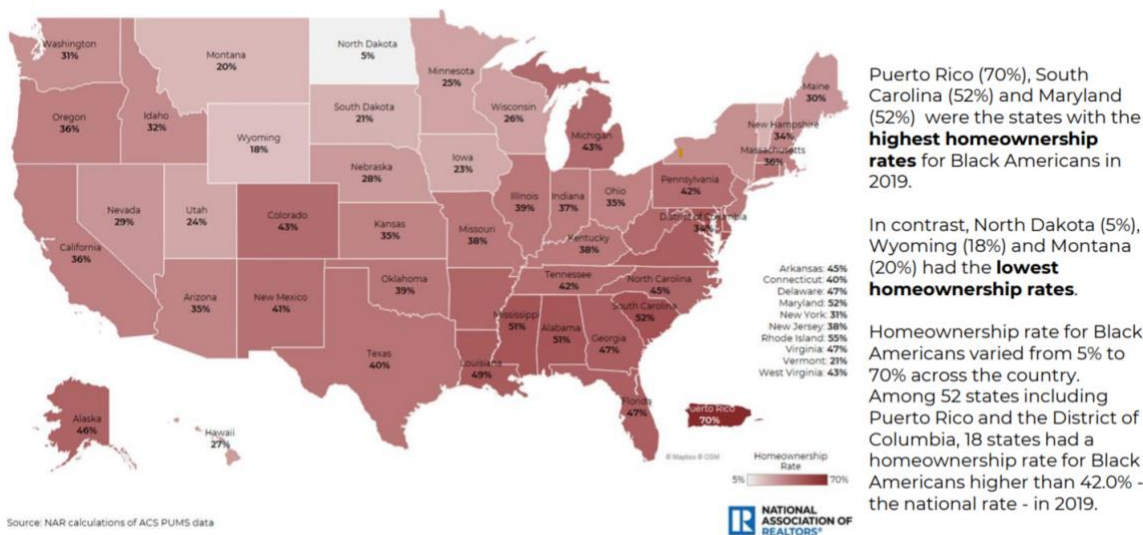 Washington
31%
Montana
20%
North Dakota
5%
Minnesota
25%
Maine
30%
Oregon
36%
Idaho
32%
Wyoming
18%
South Dakota
21%
Wisconsin
26%
Michigan
43%
New Hampshire
34%
Massachusetts
36%
Nebraska
28%
Iowa
23%
Pennsylvania
42%
Nevada
29%
Utah
24%
Colorado
43%
Kansas
35%
Illinois
39%
Indiana
37%
Ohio
35%
District of Columbia
34%
California
36%
Missouri
38%
Kentucky
38%
Arizona
35%
New Mexico
41%
Oklahoma
39%
Tennessee
42%
North Carolina
45%
Mississippi
51%
Alabama
51%
Georgia
47%
South Carolina
52%
Texas
40%
Louisiana
49%
Florida
47%
Alaska
46%
Hawaii
27%
Puerto Rico
70%
Arkansas: 45%
Connecticut: 40%
Delaware: 47%
Maryland: 52%
New York: 31%
New Jersey: 38%
Rhode Island: 55%
Virginia: 47%
Vermont: 21%
West Virginia: 43%
© Mapbox © OSM
Homeownership
Rate
5% 70%
Source: NAR calculations of ACS PUMS data
NATIONAL
ASSOCIATION OF
REALTORS®
Puerto Rico (70%), South
Carolina (52%) and Maryland
(52%) were the states with the
highest homeownership
rates for Black Americans in
2019.
In contrast, North Dakota (5%),
Wyoming (18%) and Montana
(20%) had the lowest
homeownership rates.
Homeownership rate for Black
Americans varied from 5% to
70% across the country.
Among 52 states including
Puerto Rico and the District of
Columbia, 18 states had a
homeownership rate for Black
Americans higher than 42.0% -
the national rate - in 2019.